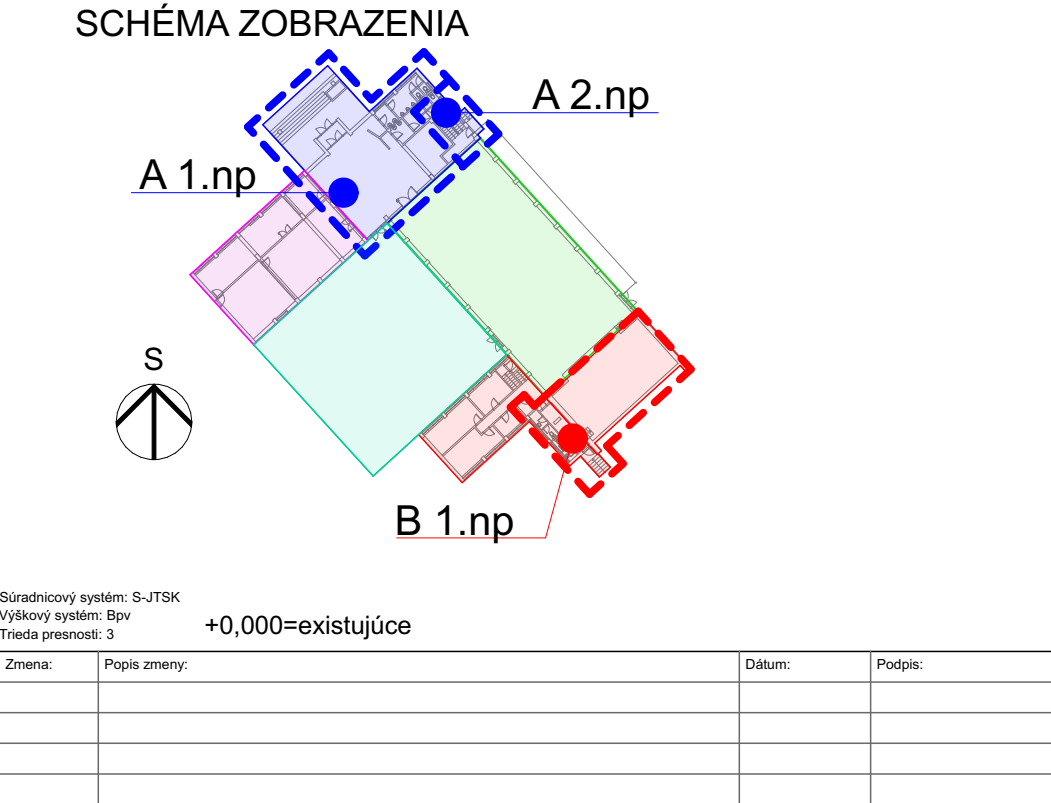 SCHÉMA ZOBRAZENIA
A 2.np
A 1.np
S
B 1.np
Súradnicový systém: S-JTSK
Výškový systém: Bpv
Trieda presnosti: 3
+0,000=existujúce
Zmena:
Popis zmeny:
Dátum:
Podpis: